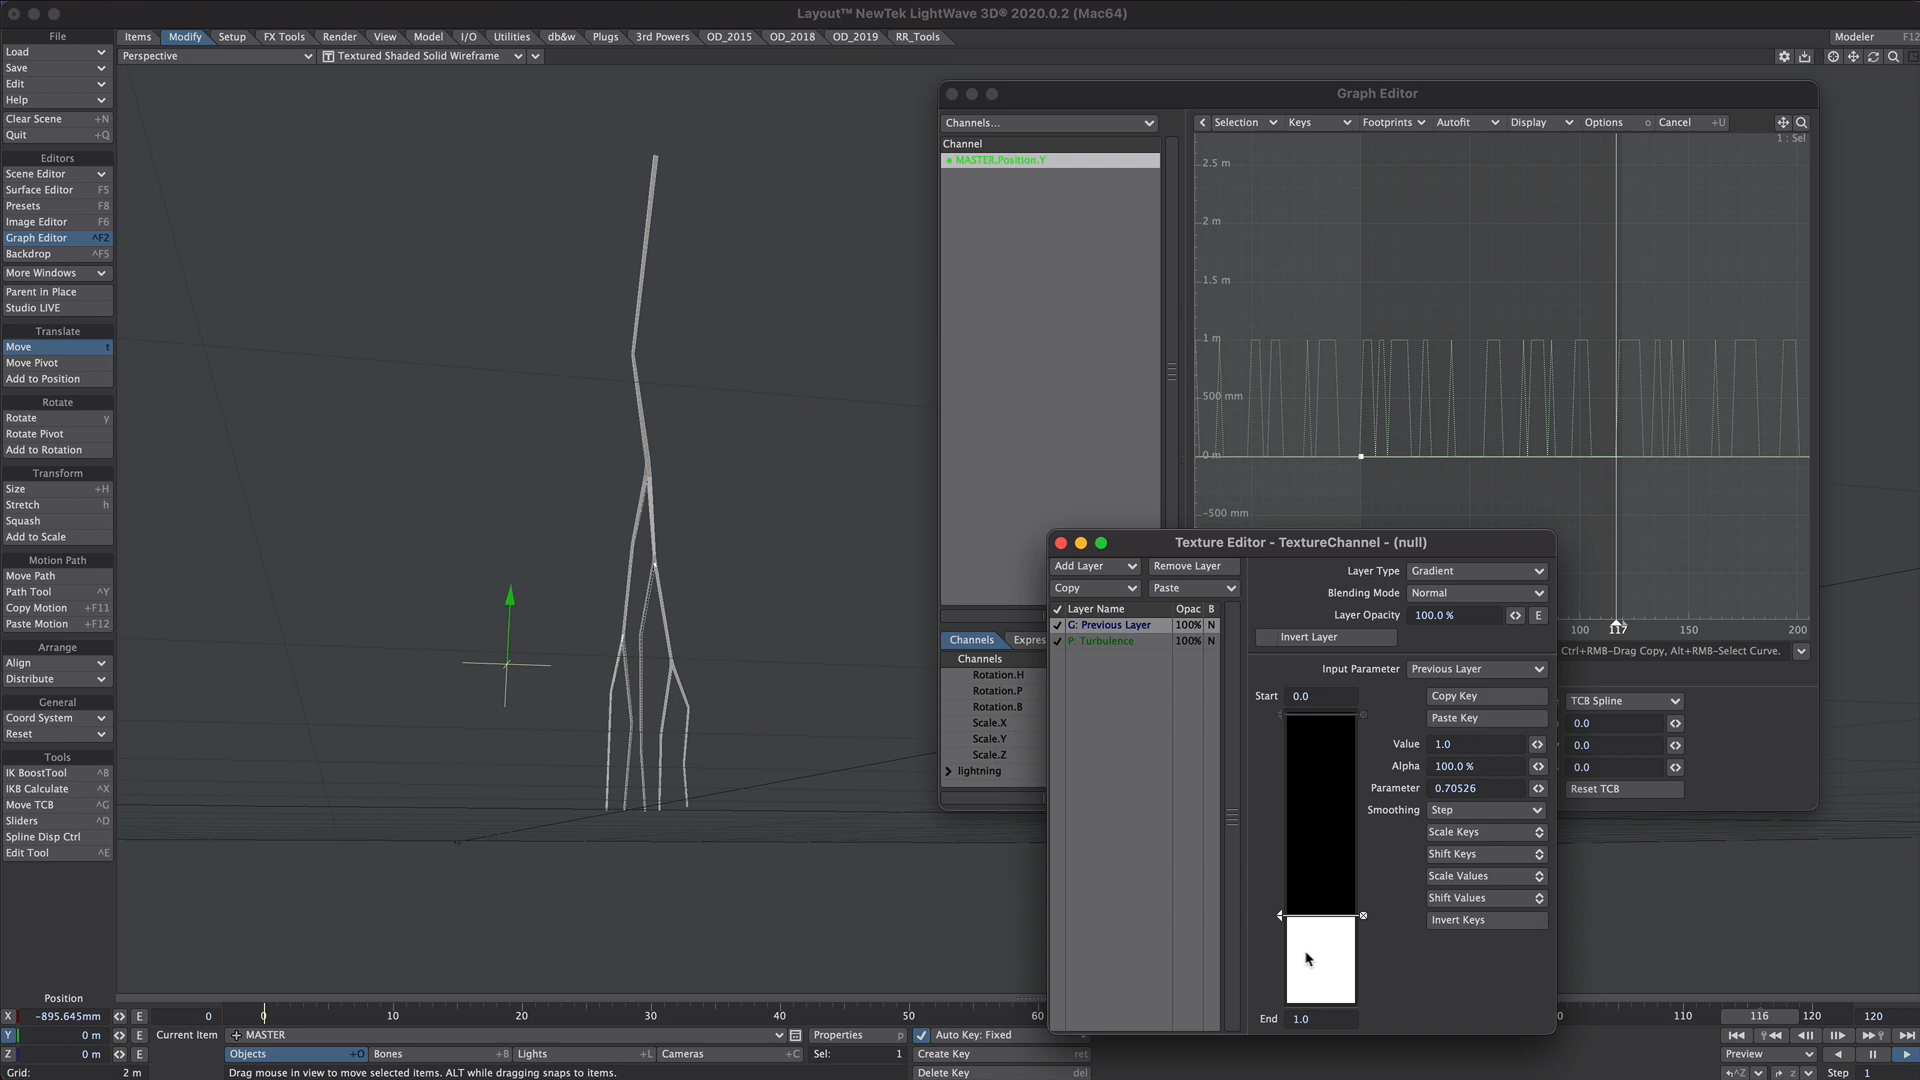 Layout™ NewTek LightWave 3D® 2020.0.2 (Mac64)
File
Items Modify Setup FX Tools Render View Model I/O Utilities db&w Plugs 3rd Powers OD_2015 OD_2018 OD_2019 RR_Tools
Modeler F12
Perspective
Textured Shaded Solid Wireframe
Load
Save
Edit
Help
Clear Scene +N
Quit +Q
Editors
Scene Editor
Surface Editor F5
Presets F8
Image Editor F6
Graph Editor ^F2
Backdrop ^F5
More Windows
Parent in Place
Studio LIVE
Translate
Move t
Move Pivot
Add to Position
Rotate
Rotate y
Rotate Pivot
Add to Rotation
Transform
Size +H
Stretch h
Squash
Add to Scale
Motion Path
Move Path
Path Tool ^Y
Copy Motion +F11
Paste Motion +F12
Arrange
Align
Distribute
General
Coord System
Reset
Tools
IK BoostTool ^B
IKB Calculate ^X
Move TCB ^G
Sliders ^D
Spline Disp Ctrl
Edit Tool ^E
Graph Editor
Channels...
Selection Keys Footprints Autofit Display Options o Cancel +U
1 : Sel
Channel
MASTER.Position.Y
2.5 m
2 m
1.5 m
1 m
500 mm
0 m
-500 mm
100 117 150 200
Ctrl+RMB-Drag Copy, Alt+RMB-Select Curve.
Channels Expres
Channels
Rotation.H
Rotation.P
Rotation.B
Scale.X
Scale.Y
Scale.Z
lightning
TCB Spline
0.0
0.0
0.0
Reset TCB
Texture Editor - TextureChannel - (null)
Add Layer Remove Layer
Copy Paste
Layer Name Opac B
G: Previous Layer 100% N
P: Turbulence 100% N
Layer Type Gradient
Blending Mode Normal
Layer Opacity 100.0 % E
Invert Layer
Input Parameter Previous Layer
Start 0.0
Copy Key
Paste Key
Value 1.0
Alpha 100.0 %
Parameter 0.70526
Smoothing Step
Scale Keys
Shift Keys
Scale Values
Shift Values
Invert Keys
End 1.0
Position
X -895.645mm E
Y 0 m E
Z 0 m E
Grid: 2 m
0
0 10 20 30 40 50 60
0 110 116 120 120
Current Item MASTER
Properties p
Auto Key: Fixed
Objects +O Bones +B Lights +L Cameras +C
Sel: 1
Create Key ret
Delete Key del
Drag mouse in view to move selected items. ALT while dragging snaps to items.
Preview
^Z z Step 1